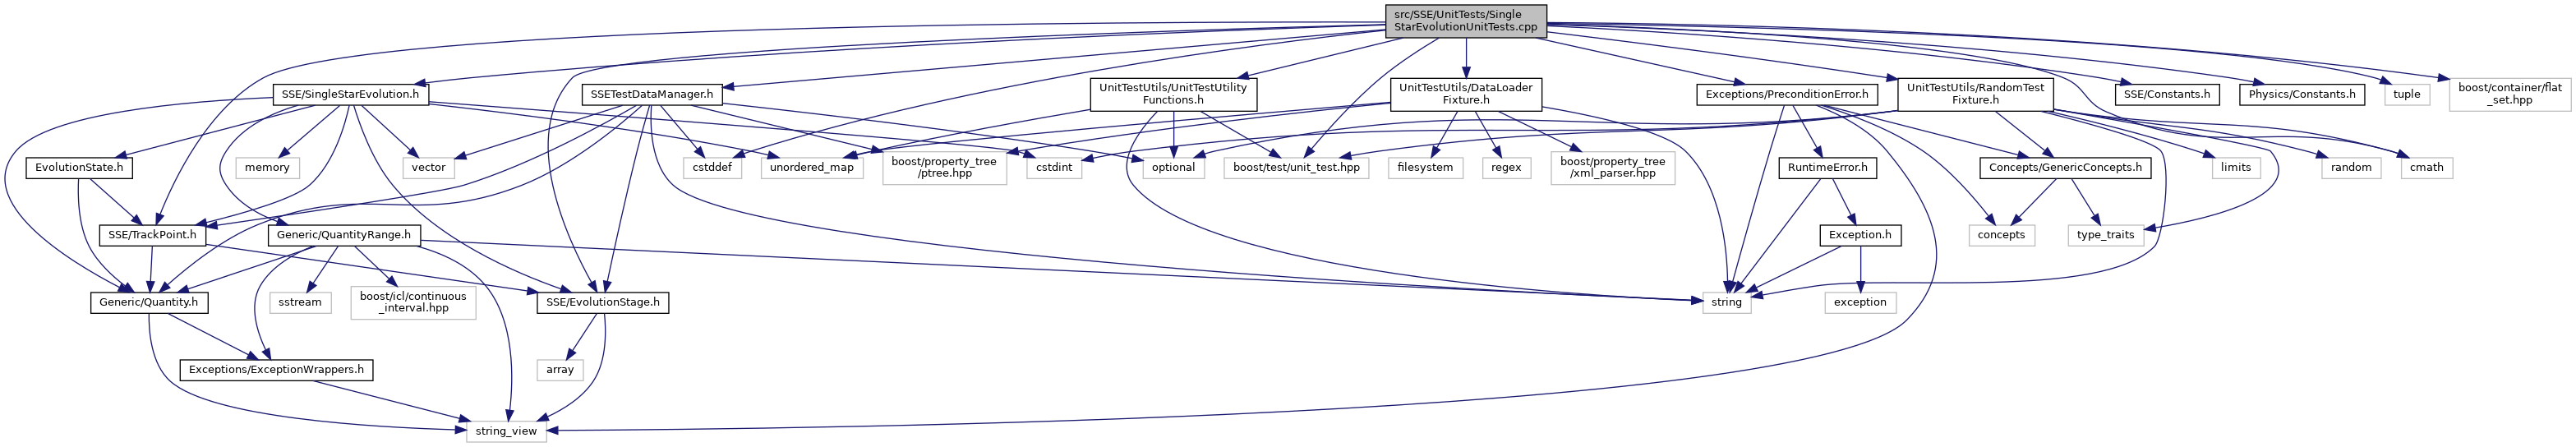 src/SSE/UnitTests/Single
StarEvolutionUnitTests.cpp
SSE/SingleStarEvolution.h
SSETestDataManager.h
UnitTestUtils/UnitTestUtility
Functions.h
UnitTestUtils/DataLoader
Fixture.h
Exceptions/PreconditionError.h
UnitTestUtils/RandomTest
Fixture.h
SSE/Constants.h
Physics/Constants.h
tuple
boost/container/flat
_set.hpp
EvolutionState.h
memory
vector
cstddef
unordered_map
boost/property_tree
/ptree.hpp
cstdint
optional
boost/test/unit_test.hpp
filesystem
regex
boost/property_tree
/xml_parser.hpp
RuntimeError.h
Concepts/GenericConcepts.h
limits
random
cmath
SSE/TrackPoint.h
Generic/QuantityRange.h
Exception.h
concepts
type_traits
Generic/Quantity.h
sstream
boost/icl/continuous
_interval.hpp
SSE/EvolutionStage.h
string
exception
Exceptions/ExceptionWrappers.h
array
string_view